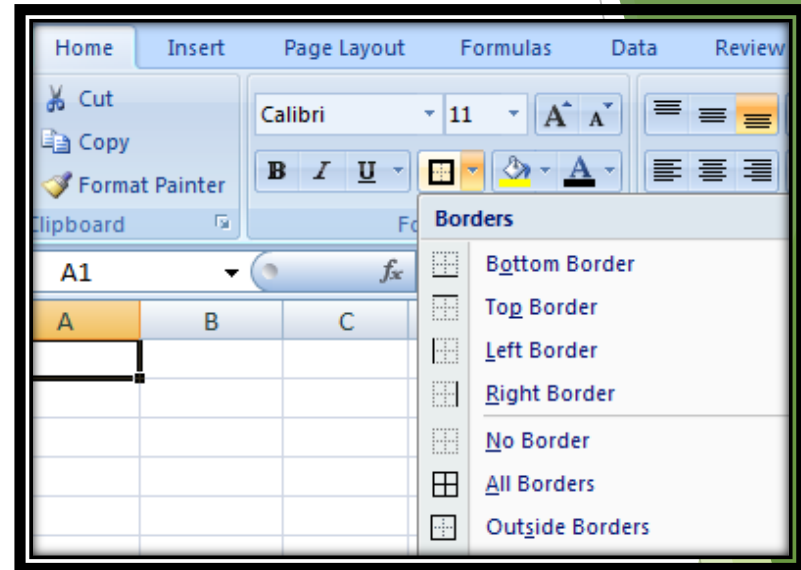 Home Insert Page Layout Formulas Data Review
Cut
Calibri 11 A A
Copy
B I U A
Format Painter
Clipboard
Borders
A1 fx
Bottom Border
A B C
Top Border
Left Border
Right Border
No Border
All Borders
Outside Borders